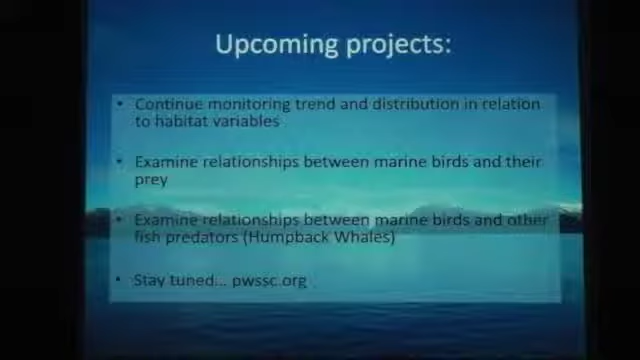 Upcoming projects:
• Continue monitoring trend and distribution in relation
to habitat variables
• Examine relationships between marine birds and their
prey
• Examine relationships between marine birds and other
fish predators (Humpback Whales)
• Stay tuned... pwssc.org